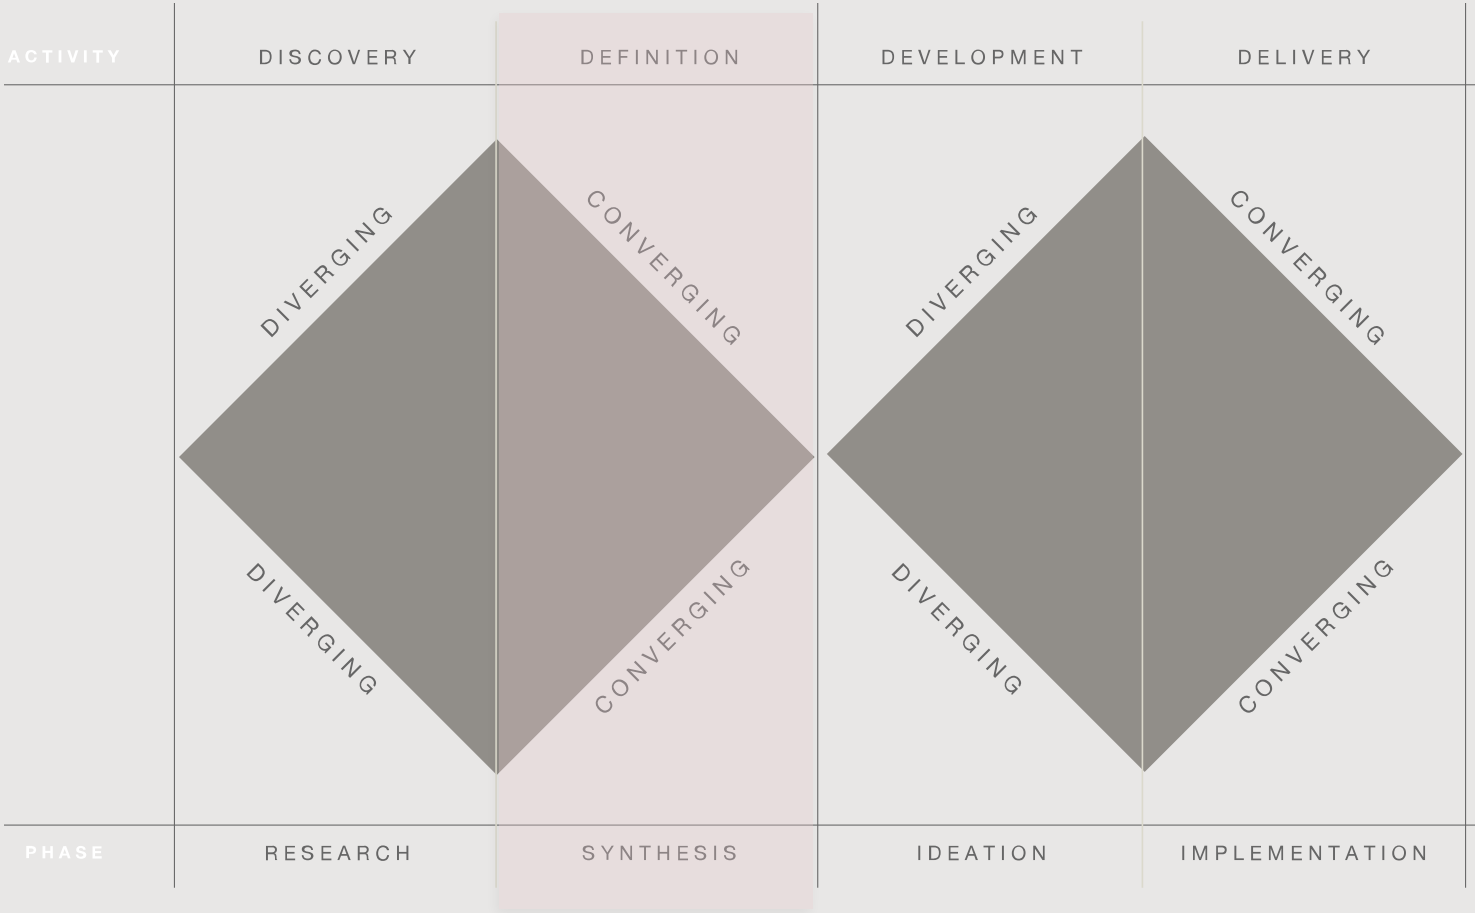 ACTIVITY DISCOVERY DEFINITION DEVELOPMENT DELIVERY
DIVERGING CONVERGING DIVERGING CONVERGING
DIVERGING CONVERGING DIVERGING CONVERGING
PHASE RESEARCH SYNTHESIS IDEATION IMPLEMENTATION